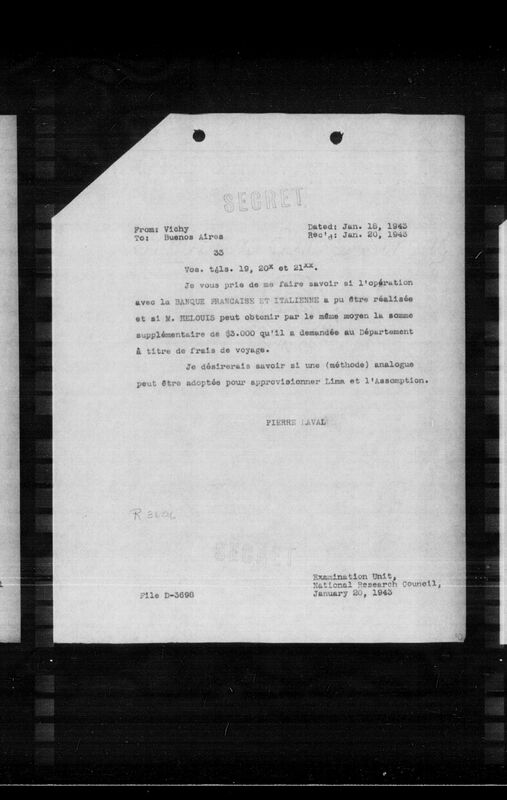 SECRET
From: Vichy
To: Buenos Aires
Dated: Jan. 18, 1943
Rec'd: Jan. 20, 1943
33
Vos. téls. 19, 20x et 21xx.
Je vous prie de me faire savoir si l'opération
avec la BANQUE FRANCAISE ET ITALIENNE a pu être réalisée
et si M. HELOUIS peut obtenir par le même moyen la somme
supplémentaire de $3.000 qu'il a demandée au Département
à titre de frais de voyage.
Je désirerais savoir si une (méthode) analogue
peut être adoptée pour approvisionner Lima et l'Assomption.
PIERRE LAVAL
SECRET
Examination Unit,
National Research Council,
January 20, 1943
File D-3698